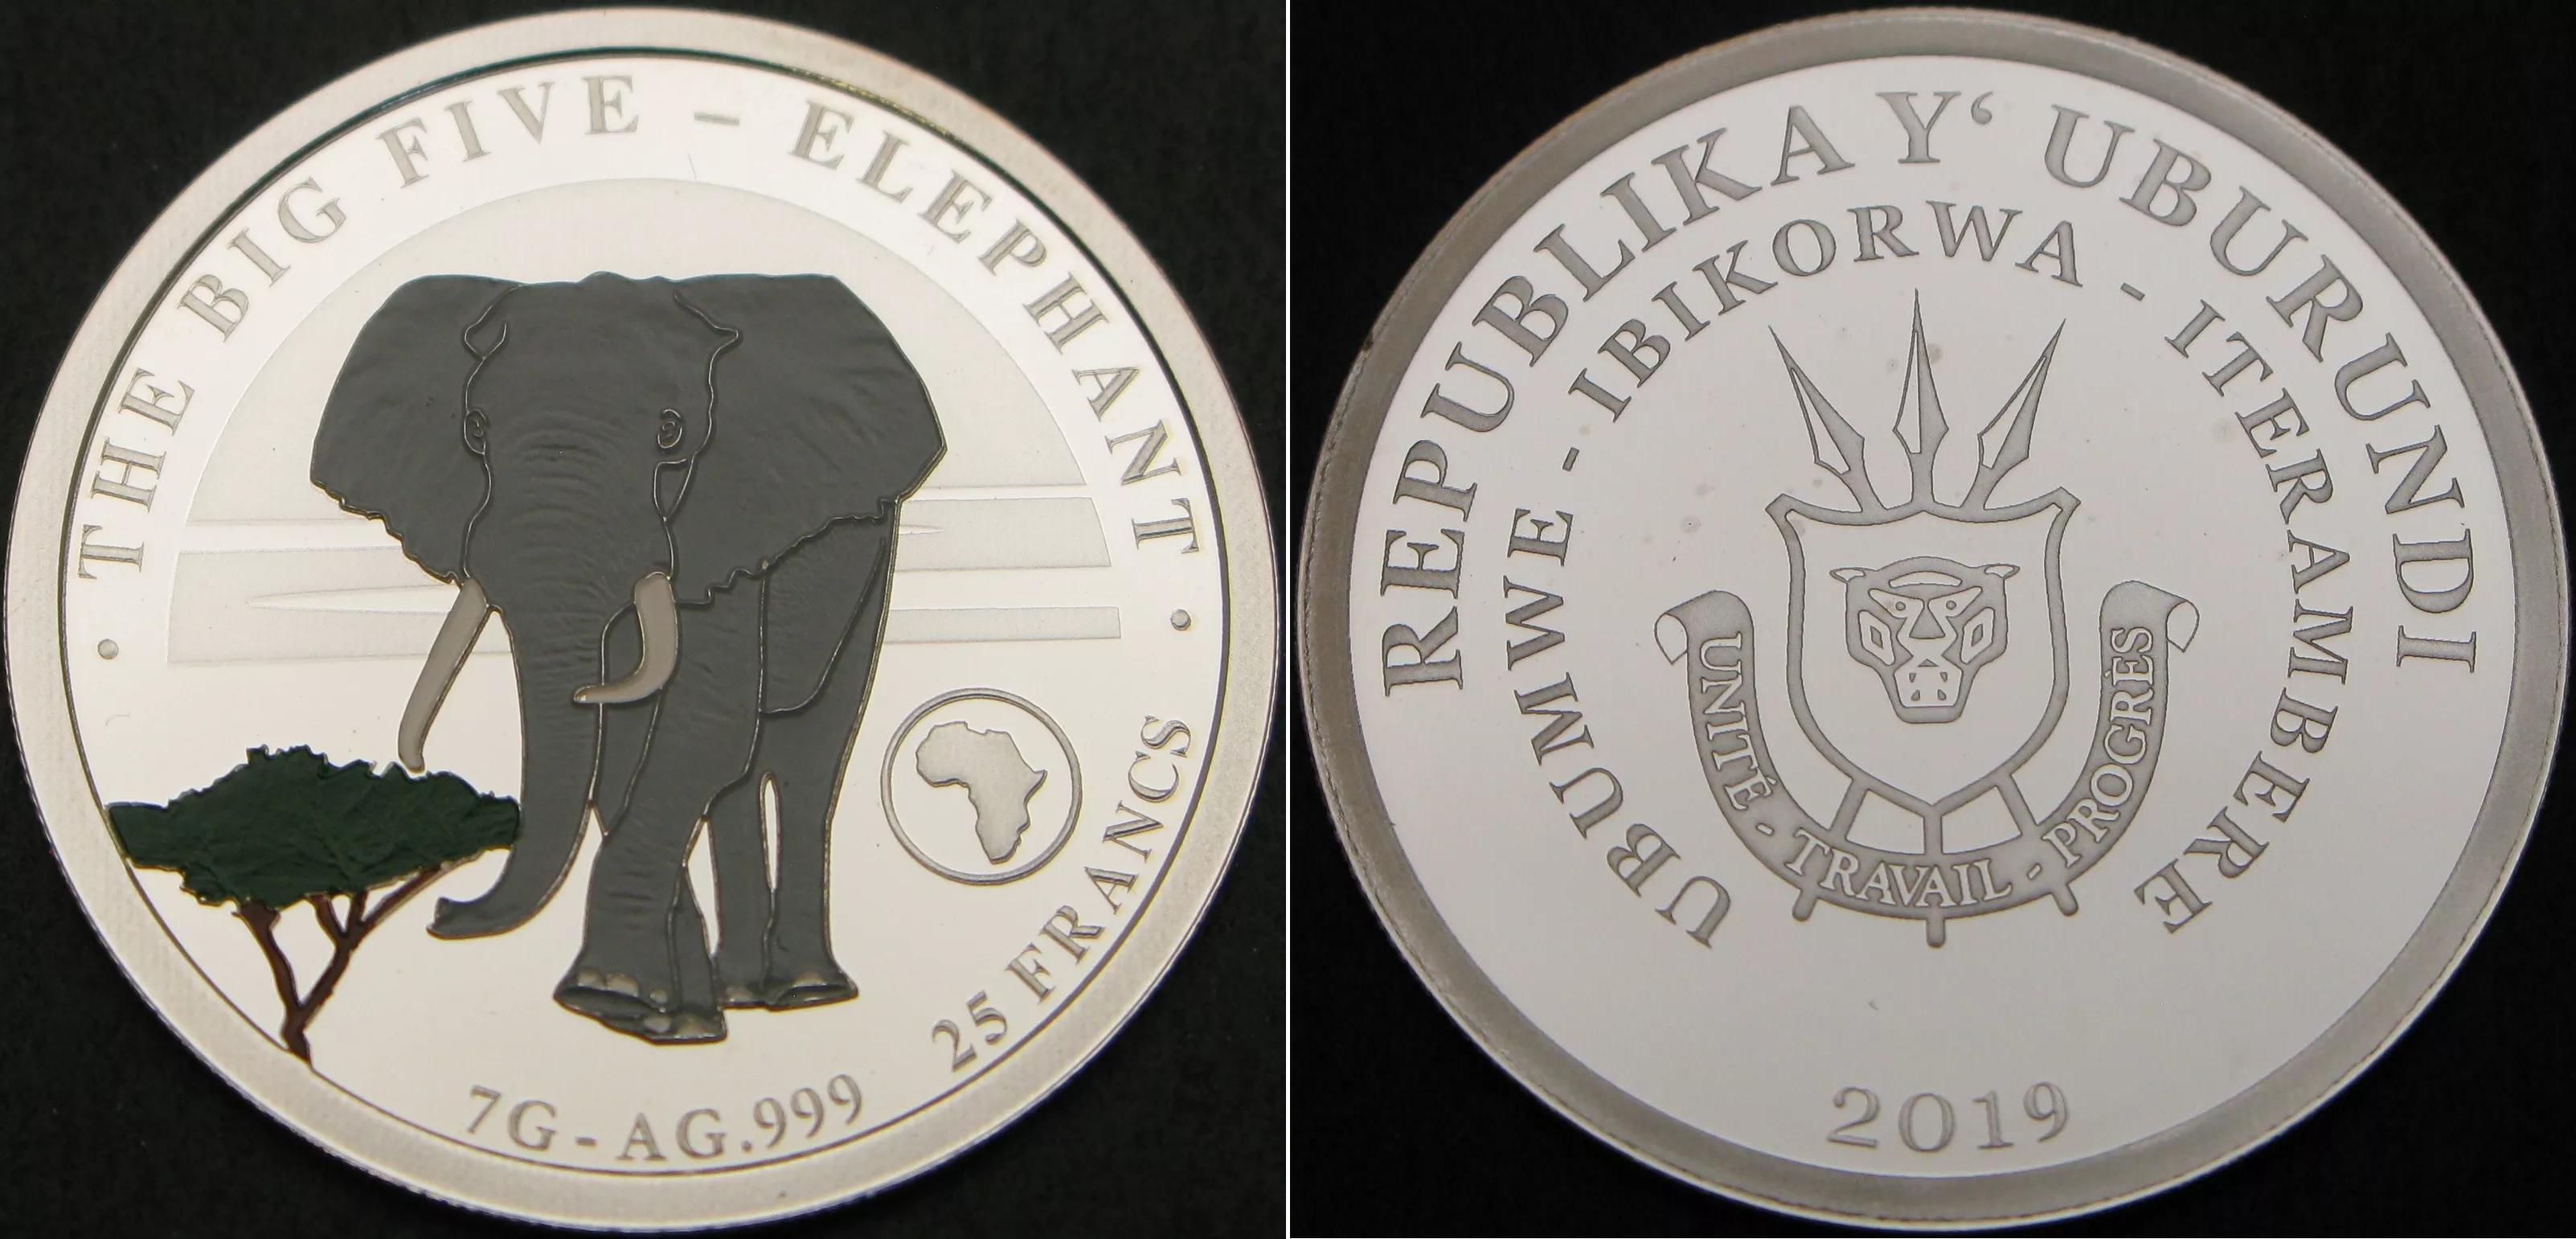 • THE BIG FIVE – ELEPHANT •
25 FRANCS
7G - AG.999
REPUBLIKA Y‘ UBURUNDI
UBUMWE - IBIKORWA - ITERAMBERE
UNITÉ - TRAVAIL - PROGRÈS
2019